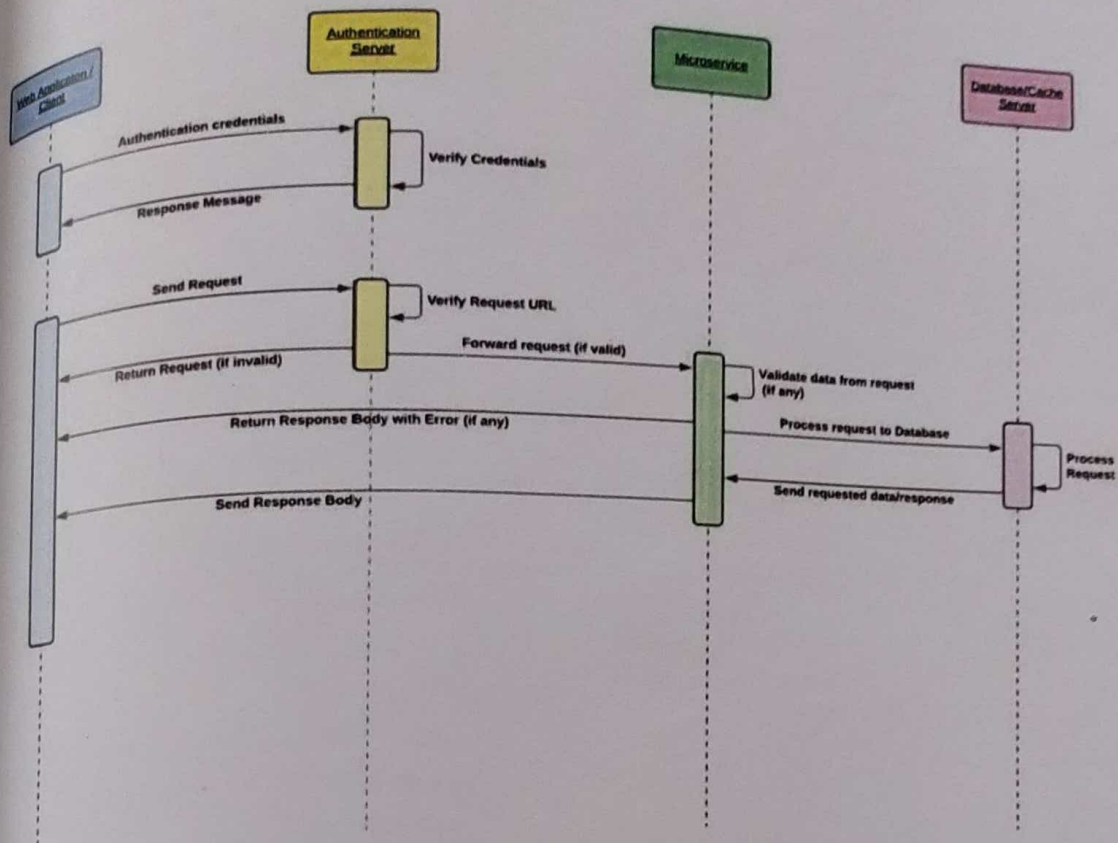 Web Application /
Client
Authentication
Server
Microservice
Database/Cache
Server
Authentication credentials
Verify Credentials
Response Message
Send Request
Verify Request URL
Return Request (if invalid)
Forward request (if valid)
Validate data from request
(if any)
Return Response Body with Error (if any)
Process request to Database
Process
Request
Send requested data/response
Send Response Body